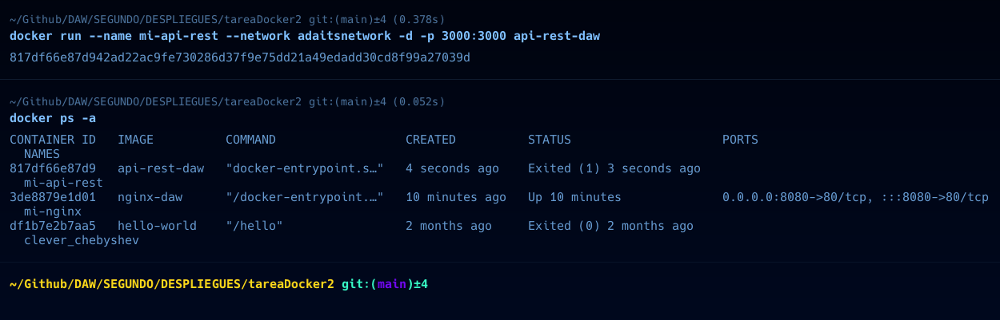 ~/Github/DAW/SEGUNDO/DESPLIEGUES/tareaDocker2 git:(main)±4 (0.378s)
docker run --name mi-api-rest --network adaitsnetwork -d -p 3000:3000 api-rest-daw
817df66e87d942ad22ac9fe730286d37f9e75dd21a49edadd30cd8f99a27039d
~/Github/DAW/SEGUNDO/DESPLIEGUES/tareaDocker2 git:(main)±4 (0.052s)
docker ps -a
CONTAINER ID   IMAGE          COMMAND                  CREATED          STATUS                     PORTS
  NAMES
817df66e87d9   api-rest-daw   "docker-entrypoint.s…"   4 seconds ago    Exited (1) 3 seconds ago
  mi-api-rest
3de8879e1d01   nginx-daw      "/docker-entrypoint.…"   10 minutes ago   Up 10 minutes              0.0.0.0:8080->80/tcp, :::8080->80/tcp
  mi-nginx
df1b7e2b7aa5   hello-world    "/hello"                 2 months ago     Exited (0) 2 months ago
  clever_chebyshev
~/Github/DAW/SEGUNDO/DESPLIEGUES/tareaDocker2 git:(main)±4